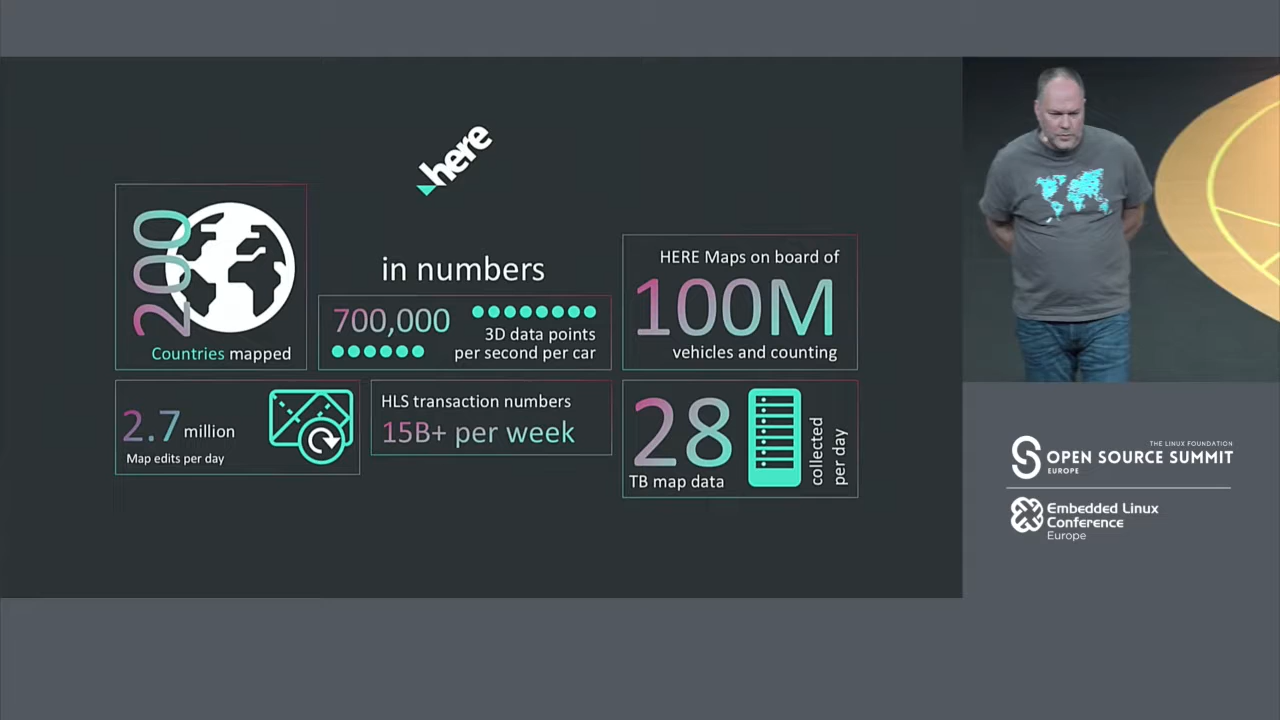 here
in numbers
200
Countries mapped
700,000
3D data points
per second per car
HERE Maps on board of
100M
vehicles and counting
2.7 million
Map edits per day
HLS transaction numbers
15B+ per week
28
TB map data
collected
per day
THE LINUX FOUNDATION
OPEN SOURCE SUMMIT
EUROPE
Embedded Linux
Conference
Europe